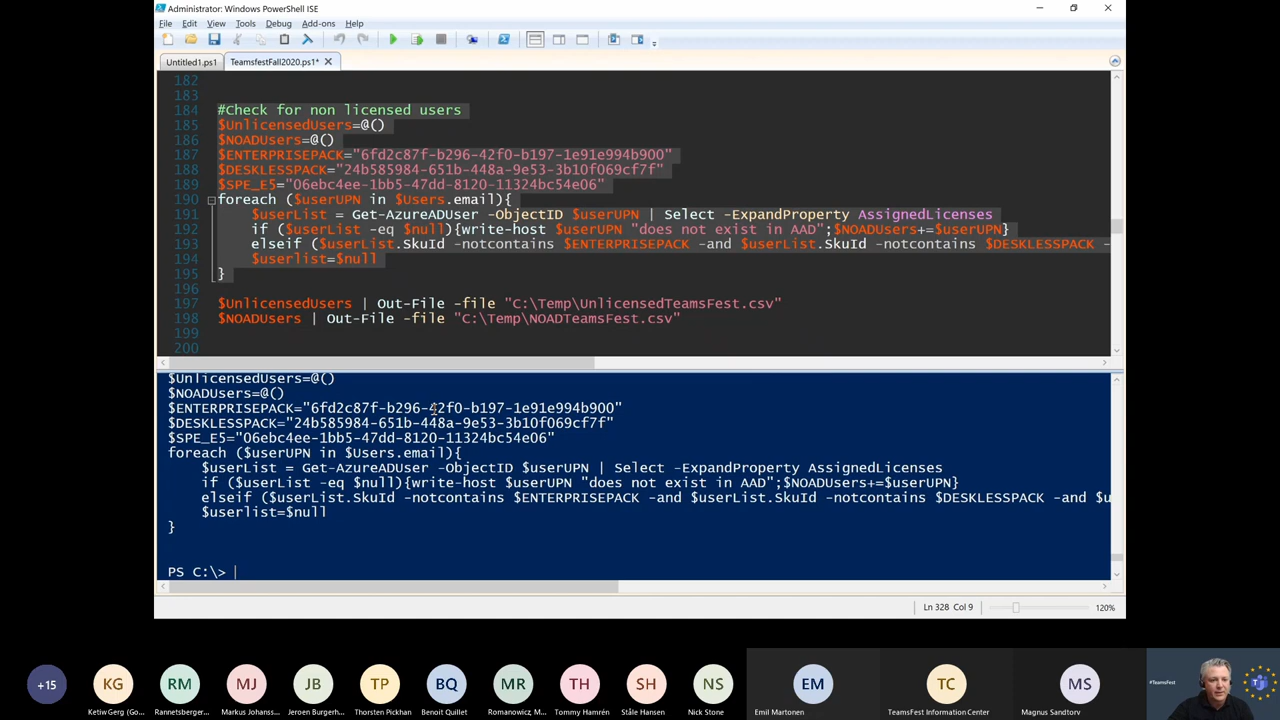 Administrator: Windows PowerShell ISE
File Edit View Tools Debug Add-ons Help
Untitled1.ps1 TeamsfestFall2020.ps1*
182
183
184 #Check for non licensed users
185 $UnlicensedUsers=@()
186 $NOADUsers=@()
187 $ENTERPRISEPACK="6fd2c87f-b296-42f0-b197-1e91e994b900"
188 $DESKLESSPACK="24b585984-651b-448a-9e53-3b10f069cf7f"
189 $SPE_E5="06ebc4ee-1bb5-47dd-8120-11324bc54e06"
190 foreach ($userUPN in $Users.email){
191 $userList = Get-AzureADUser -ObjectID $userUPN | Select -ExpandProperty AssignedLicenses
192 if ($userList -eq $null){write-host $userUPN "does not exist in AAD";$NOADUsers+=$userUPN}
193 elseif ($userList.SkuId -notcontains $ENTERPRISEPACK -and $userList.SkuId -notcontains $DESKLESSPACK -
194 $userlist=$null
195 }
196
197 $UnlicensedUsers | Out-File -file "C:\Temp\UnlicensedTeamsFest.csv"
198 $NOADUsers | Out-File -file "C:\Temp\NOADTeamsFest.csv"
199
200
$UnlicensedUsers=@()
$NOADUsers=@()
$ENTERPRISEPACK="6fd2c87f-b296-42f0-b197-1e91e994b900"
$DESKLESSPACK="24b585984-651b-448a-9e53-3b10f069cf7f"
$SPE_E5="06ebc4ee-1bb5-47dd-8120-11324bc54e06"
foreach ($userUPN in $Users.email){
$userList = Get-AzureADUser -ObjectID $userUPN | Select -ExpandProperty AssignedLicenses
if ($userList -eq $null){write-host $userUPN "does not exist in AAD";$NOADUsers+=$userUPN}
elseif ($userList.SkuId -notcontains $ENTERPRISEPACK -and $userList.SkuId -notcontains $DESKLESSPACK -and $u
$userlist=$null
}
PS C:\>
Ln 328 Col 9 120%
+15 KG RM MJ JB TP BQ MR TH SH NS EM TC MS #TeamsFest
Ketiw Gerg (Go... Rannetsberger... Markus Johanss... Jeroen Burgerh... Thorsten Pickhan Benoit Quillet Romanowicz, M... Tommy Hamrén Ståle Hansen Nick Stone Emil Martonen TeamsFest Information Center Magnus Sandtorv